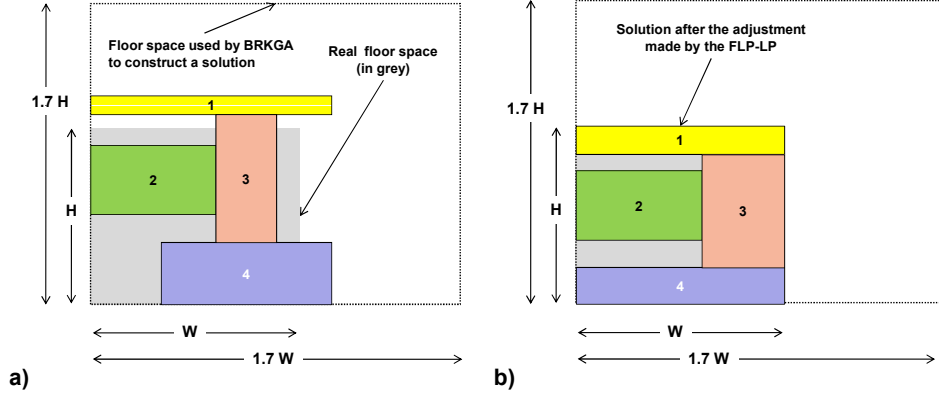 Floor space used by BRKGA
to construct a solution
Real floor space
(in grey)
1.7 H
H
1
2
3
4
W
1.7 W
a)
Solution after the adjustment
made by the FLP-LP
1.7 H
H
1
2
3
4
W
1.7 W
b)